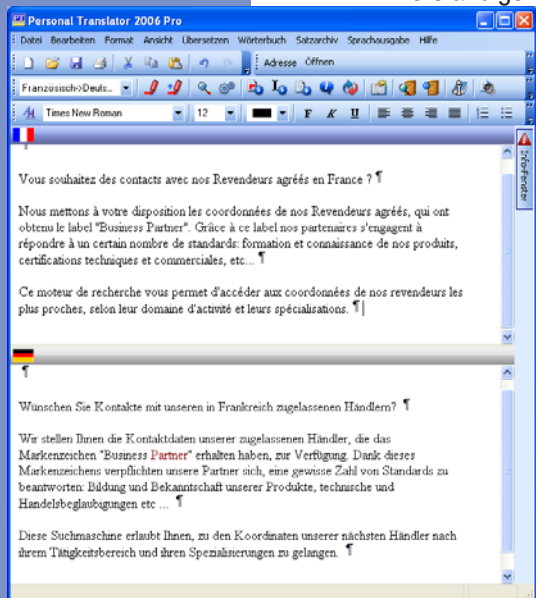 Personal Translator 2006 Pro
Datei Bearbeiten Format Ansicht Übersetzen Wörterbuch Satzarchiv Sprachausgabe Hilfe
Adresse Öffnen
Französisch->Deuts...
Times New Roman 12 F K U
Info-Fenster
Vous souhaitez des contacts avec nos Revendeurs agréés en France ? ¶
Nous mettons à votre disposition les coordonnées de nos Revendeurs agréés, qui ont
obtenu le label "Business Partner". Grâce à ce label nos partenaires s'engagent à
répondre à un certain nombre de standards: formation et connaissance de nos produits,
certifications techniques et commerciales, etc... ¶
Ce moteur de recherche vous permet d'accéder aux coordonnées de nos revendeurs les
plus proches, selon leur domaine d'activité et leurs spécialisations. ¶
¶
Wünschen Sie Kontakte mit unseren in Frankreich zugelassenen Händlern? ¶
Wir stellen Ihnen die Kontaktdaten unserer zugelassenen Händler, die das
Markenzeichen "Business Partner" erhalten haben, zur Verfügung. Dank dieses
Markenzeichens verpflichten unsere Partner sich, eine gewisse Zahl von Standards zu
beantworten: Bildung und Bekanntschaft unserer Produkte, technische und
Handelsbeglaubigungen etc ... ¶
Diese Suchmaschine erlaubt Ihnen, zu den Koordinaten unserer nächsten Händler nach
ihrem Tätigkeitsbereich und ihren Spezialisierungen zu gelangen. ¶